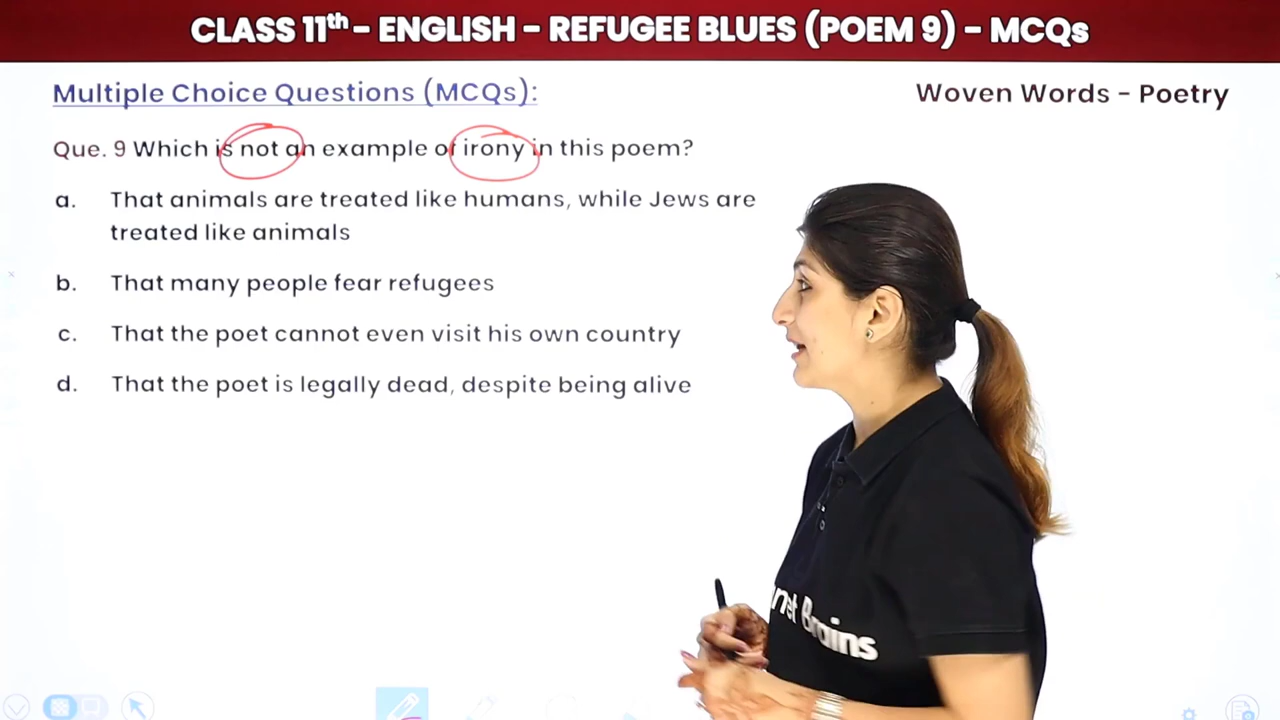 CLASS 11th - ENGLISH - REFUGEE BLUES (POEM 9) - MCQs
Multiple Choice Questions (MCQs):
Woven Words - Poetry
Que. 9 Which is not an example of irony in this poem?
a. That animals are treated like humans, while Jews are
treated like animals
b. That many people fear refugees
c. That the poet cannot even visit his own country
d. That the poet is legally dead, despite being alive
Brains